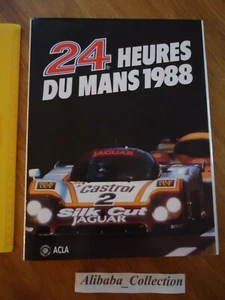 24 HEURES
DU MANS 1988
JAGUAR
Castrol
2
Silk Cut
JAGUAR
ACLA
Alibaba_Collection